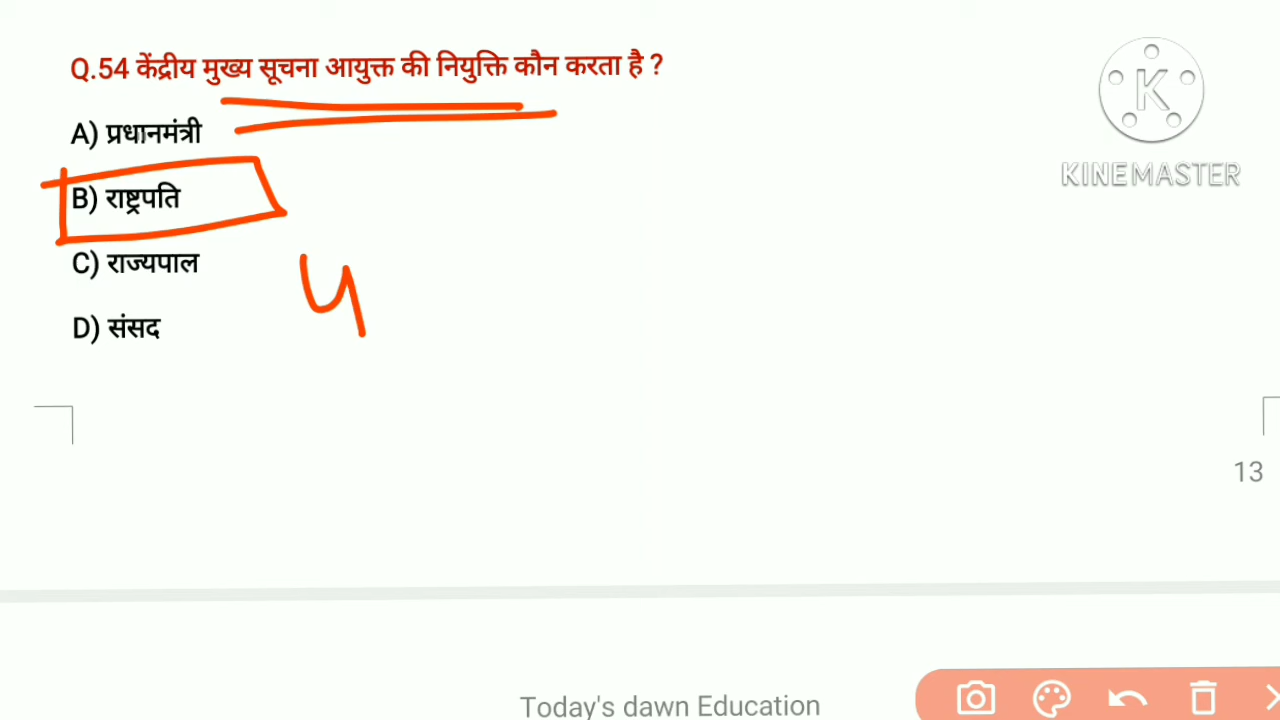 Q.54 केंद्रीय मुख्य सूचना आयुक्त की नियुक्ति कौन करता है ?
A) प्रधानमंत्री
B) राष्ट्रपति
C) राज्यपाल
D) संसद
K
KINEMASTER
13
Today's dawn Education